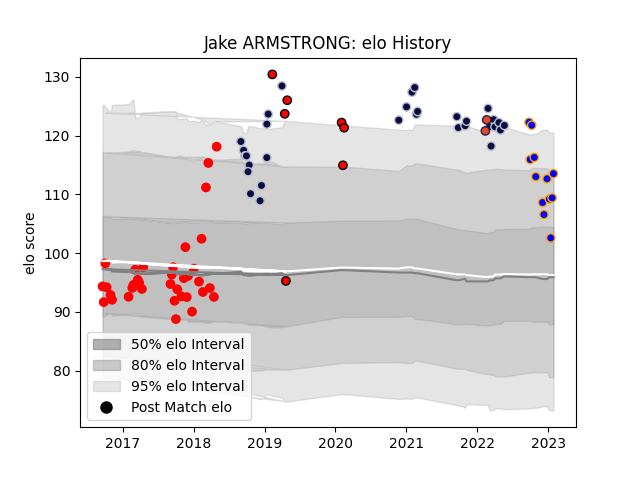 Jake ARMSTRONG: elo History
elo score
130
120
110
100
90
80
50% elo Interval
80% elo Interval
95% elo Interval
Post Match elo
2017 2018 2019 2020 2021 2022 2023